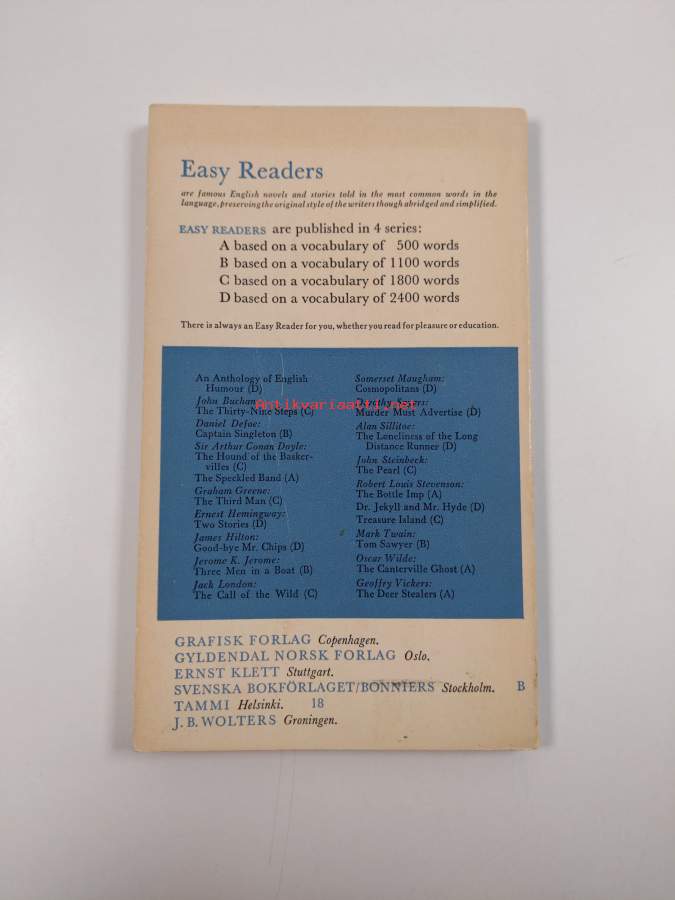 Easy Readers
are famous English novels and stories told in the most common words in the
language, preserving the original style of the writers though abridged and simplified.
EASY READERS are published in 4 series:
A based on a vocabulary of 500 words
B based on a vocabulary of 1100 words
C based on a vocabulary of 1800 words
D based on a vocabulary of 2400 words
There is always an Easy Reader for you, whether you read for pleasure or education.
An Anthology of English
Humour (D)
John Buchan:
The Thirty-Nine Steps (C)
Daniel Defoe:
Captain Singleton (B)
Sir Arthur Conan Doyle:
The Hound of the Basker-
villes (C)
The Speckled Band (A)
Graham Greene:
The Third Man (C)
Ernest Hemingway:
Two Stories (D)
James Hilton:
Good-bye Mr. Chips (D)
Jerome K. Jerome:
Three Men in a Boat (B)
Jack London:
The Call of the Wild (C)
Somerset Maugham:
Cosmopolitans (D)
Dorothy Sayers:
Murder Must Advertise (D)
Alan Sillitoe:
The Loneliness of the Long
Distance Runner (D)
John Steinbeck:
The Pearl (C)
Robert Louis Stevenson:
The Bottle Imp (A)
Dr. Jekyll and Mr. Hyde (D)
Treasure Island (C)
Mark Twain:
Tom Sawyer (B)
Oscar Wilde:
The Canterville Ghost (A)
Geoffry Vickers:
The Deer Stealers (A)
Antikvariaatti.net
GRAFISK FORLAG Copenhagen.
GYLDENDAL NORSK FORLAG Oslo.
ERNST KLETT Stuttgart.
SVENSKA BOKFÖRLAGET/BONNIERS Stockholm. B
TAMMI Helsinki. 18
J. B. WOLTERS Groningen.